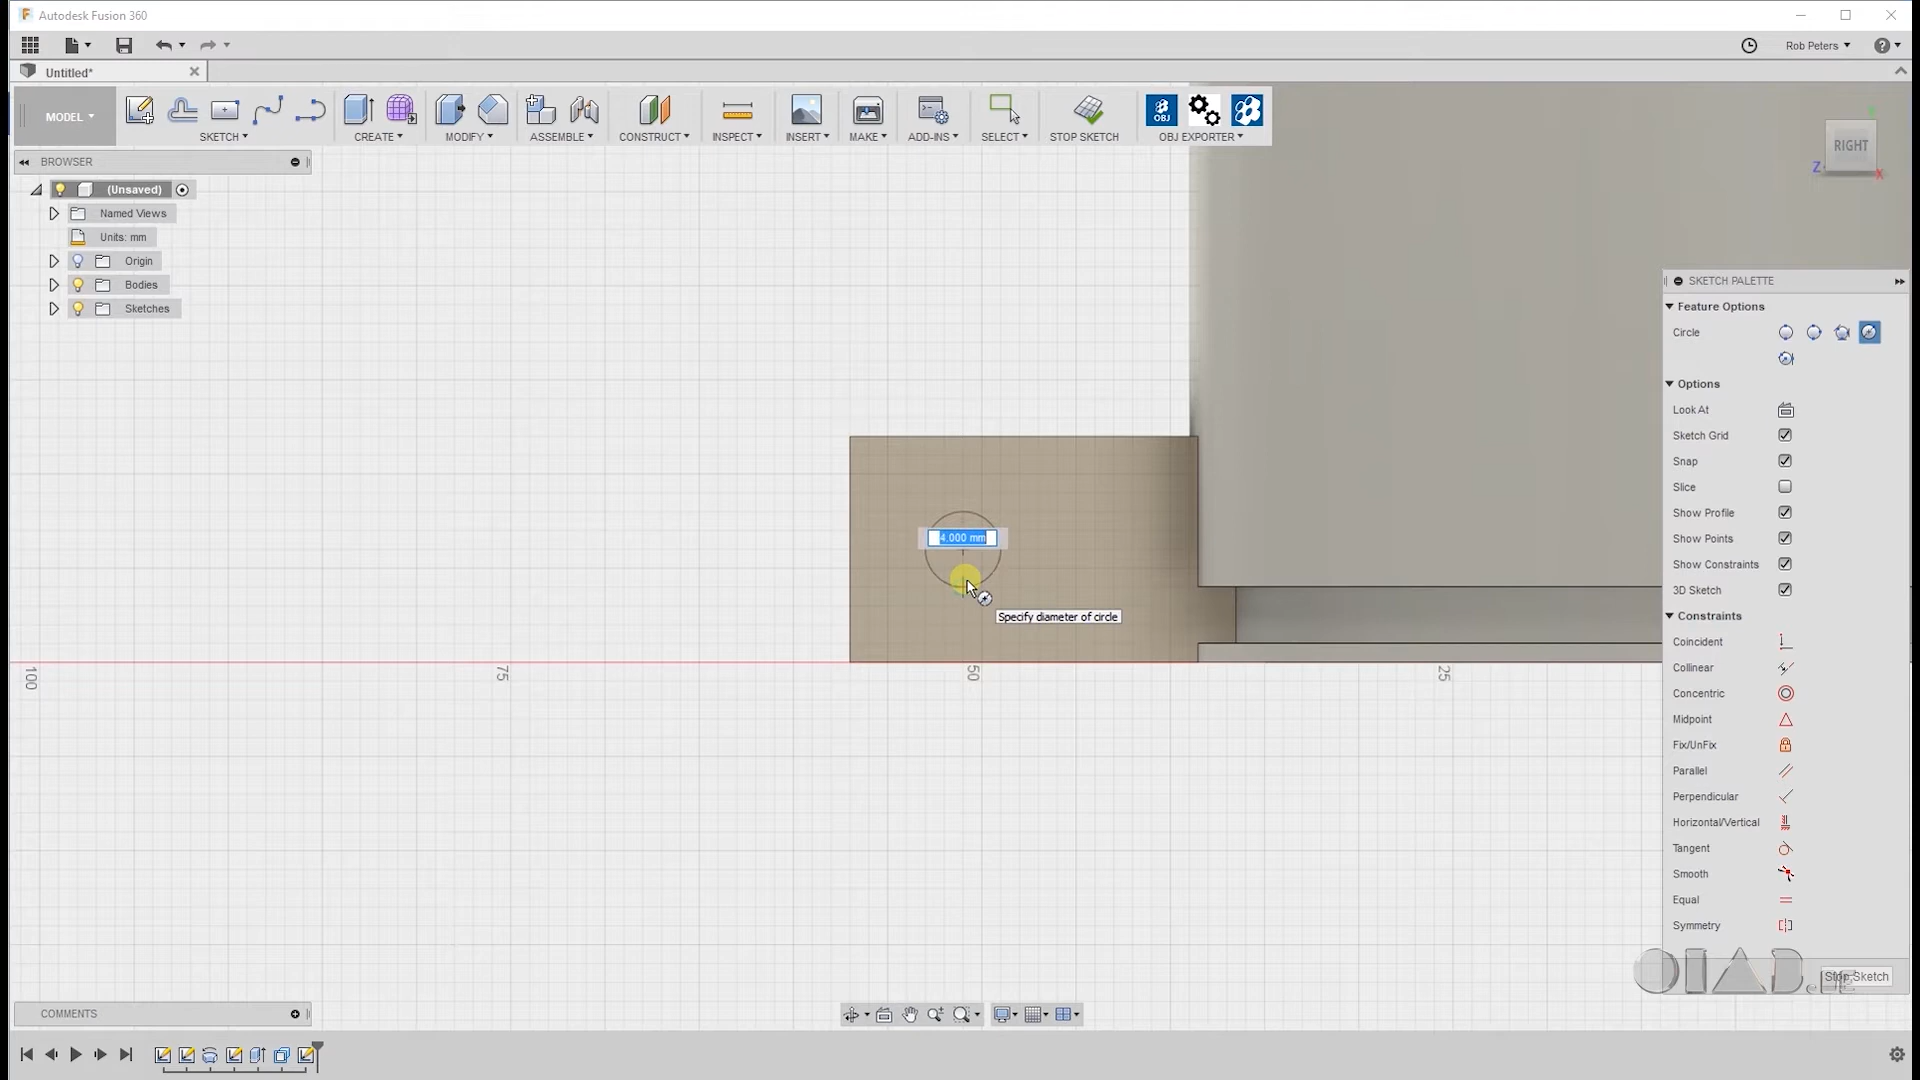 Autodesk Fusion 360
Rob Peters
Untitled*
MODEL
SKETCH
CREATE
MODIFY
ASSEMBLE
CONSTRUCT
INSPECT
INSERT
MAKE
ADD-INS
SELECT
STOP SKETCH
OBJ
OBJ EXPORTER
BROWSER
(Unsaved)
Named Views
Units: mm
Origin
Bodies
Sketches
RIGHT
Z
X
SKETCH PALETTE
Feature Options
Circle
Options
Look At
Sketch Grid
Snap
Slice
Show Profile
Show Points
Show Constraints
3D Sketch
Constraints
Coincident
Collinear
Concentric
Midpoint
Fix/UnFix
Parallel
Perpendicular
Horizontal/Vertical
Tangent
Smooth
Equal
Symmetry
Stop Sketch
4.000 mm
Specify diameter of circle
100
75
50
25
COMMENTS